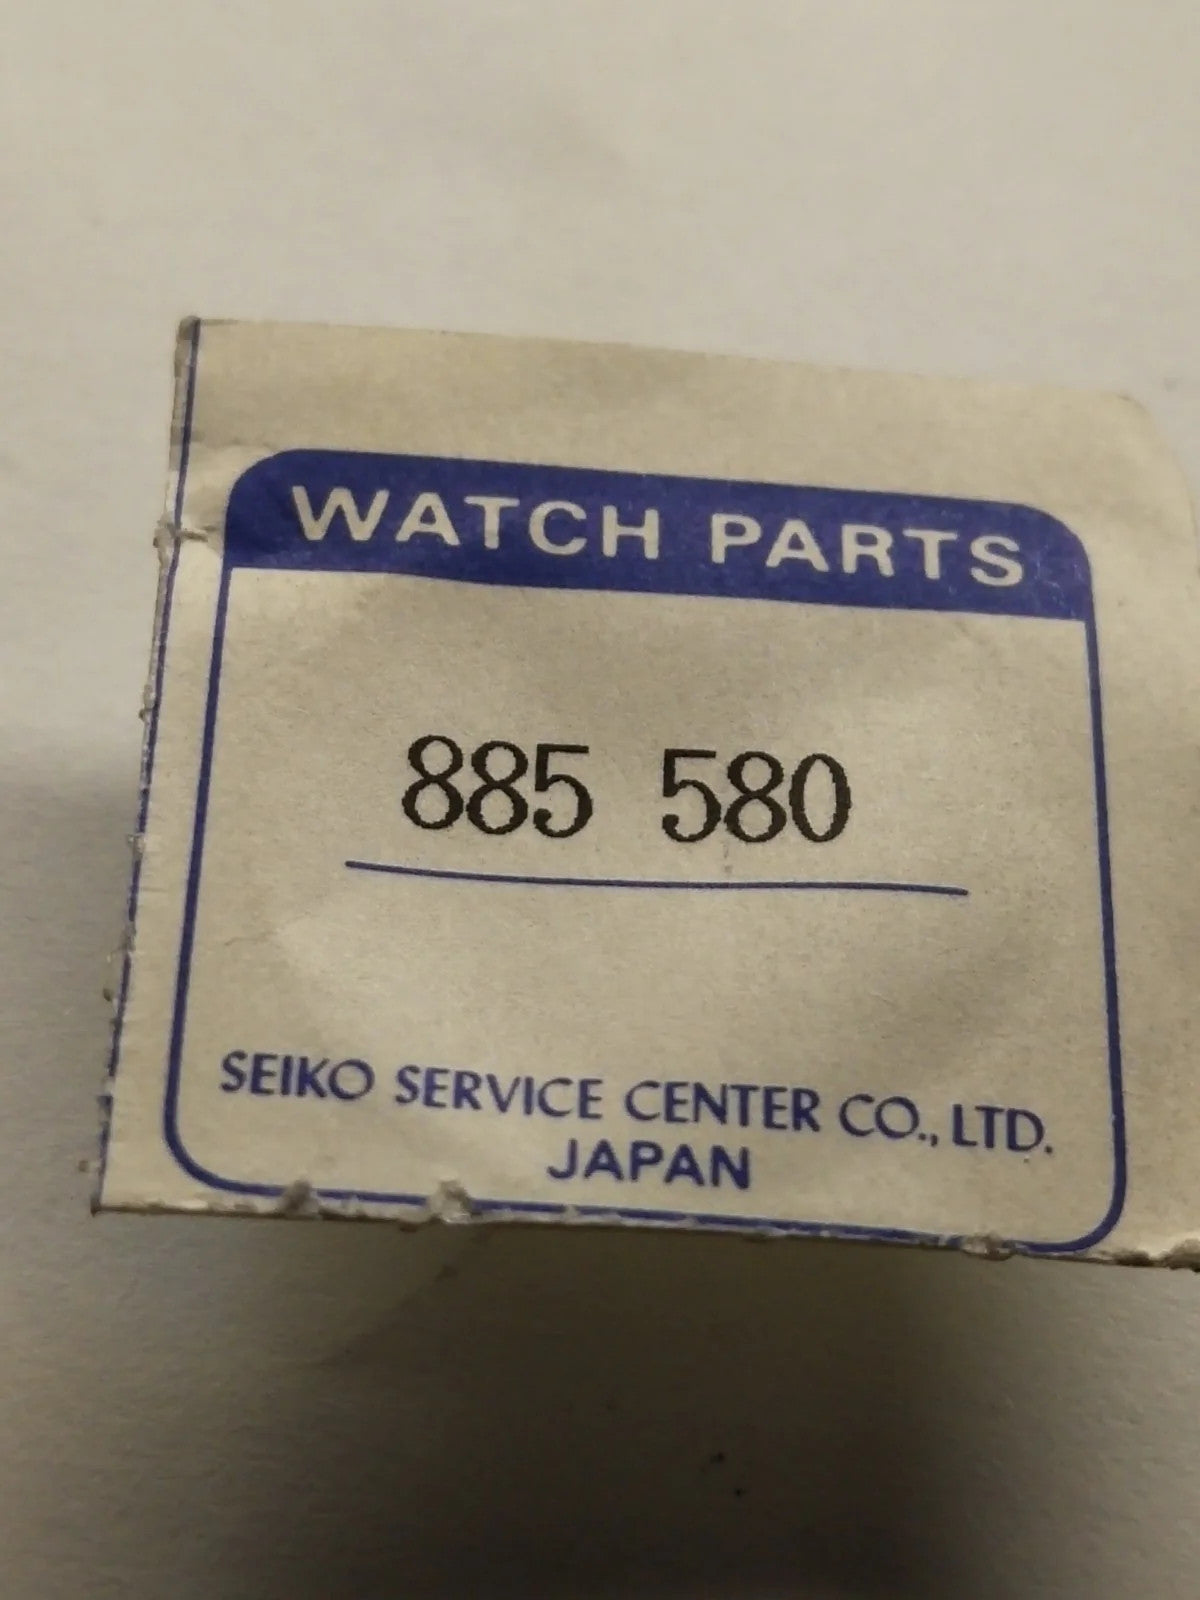 WATCH PARTS
885 580
SEIKO SERVICE CENTER CO., LTD.
JAPAN